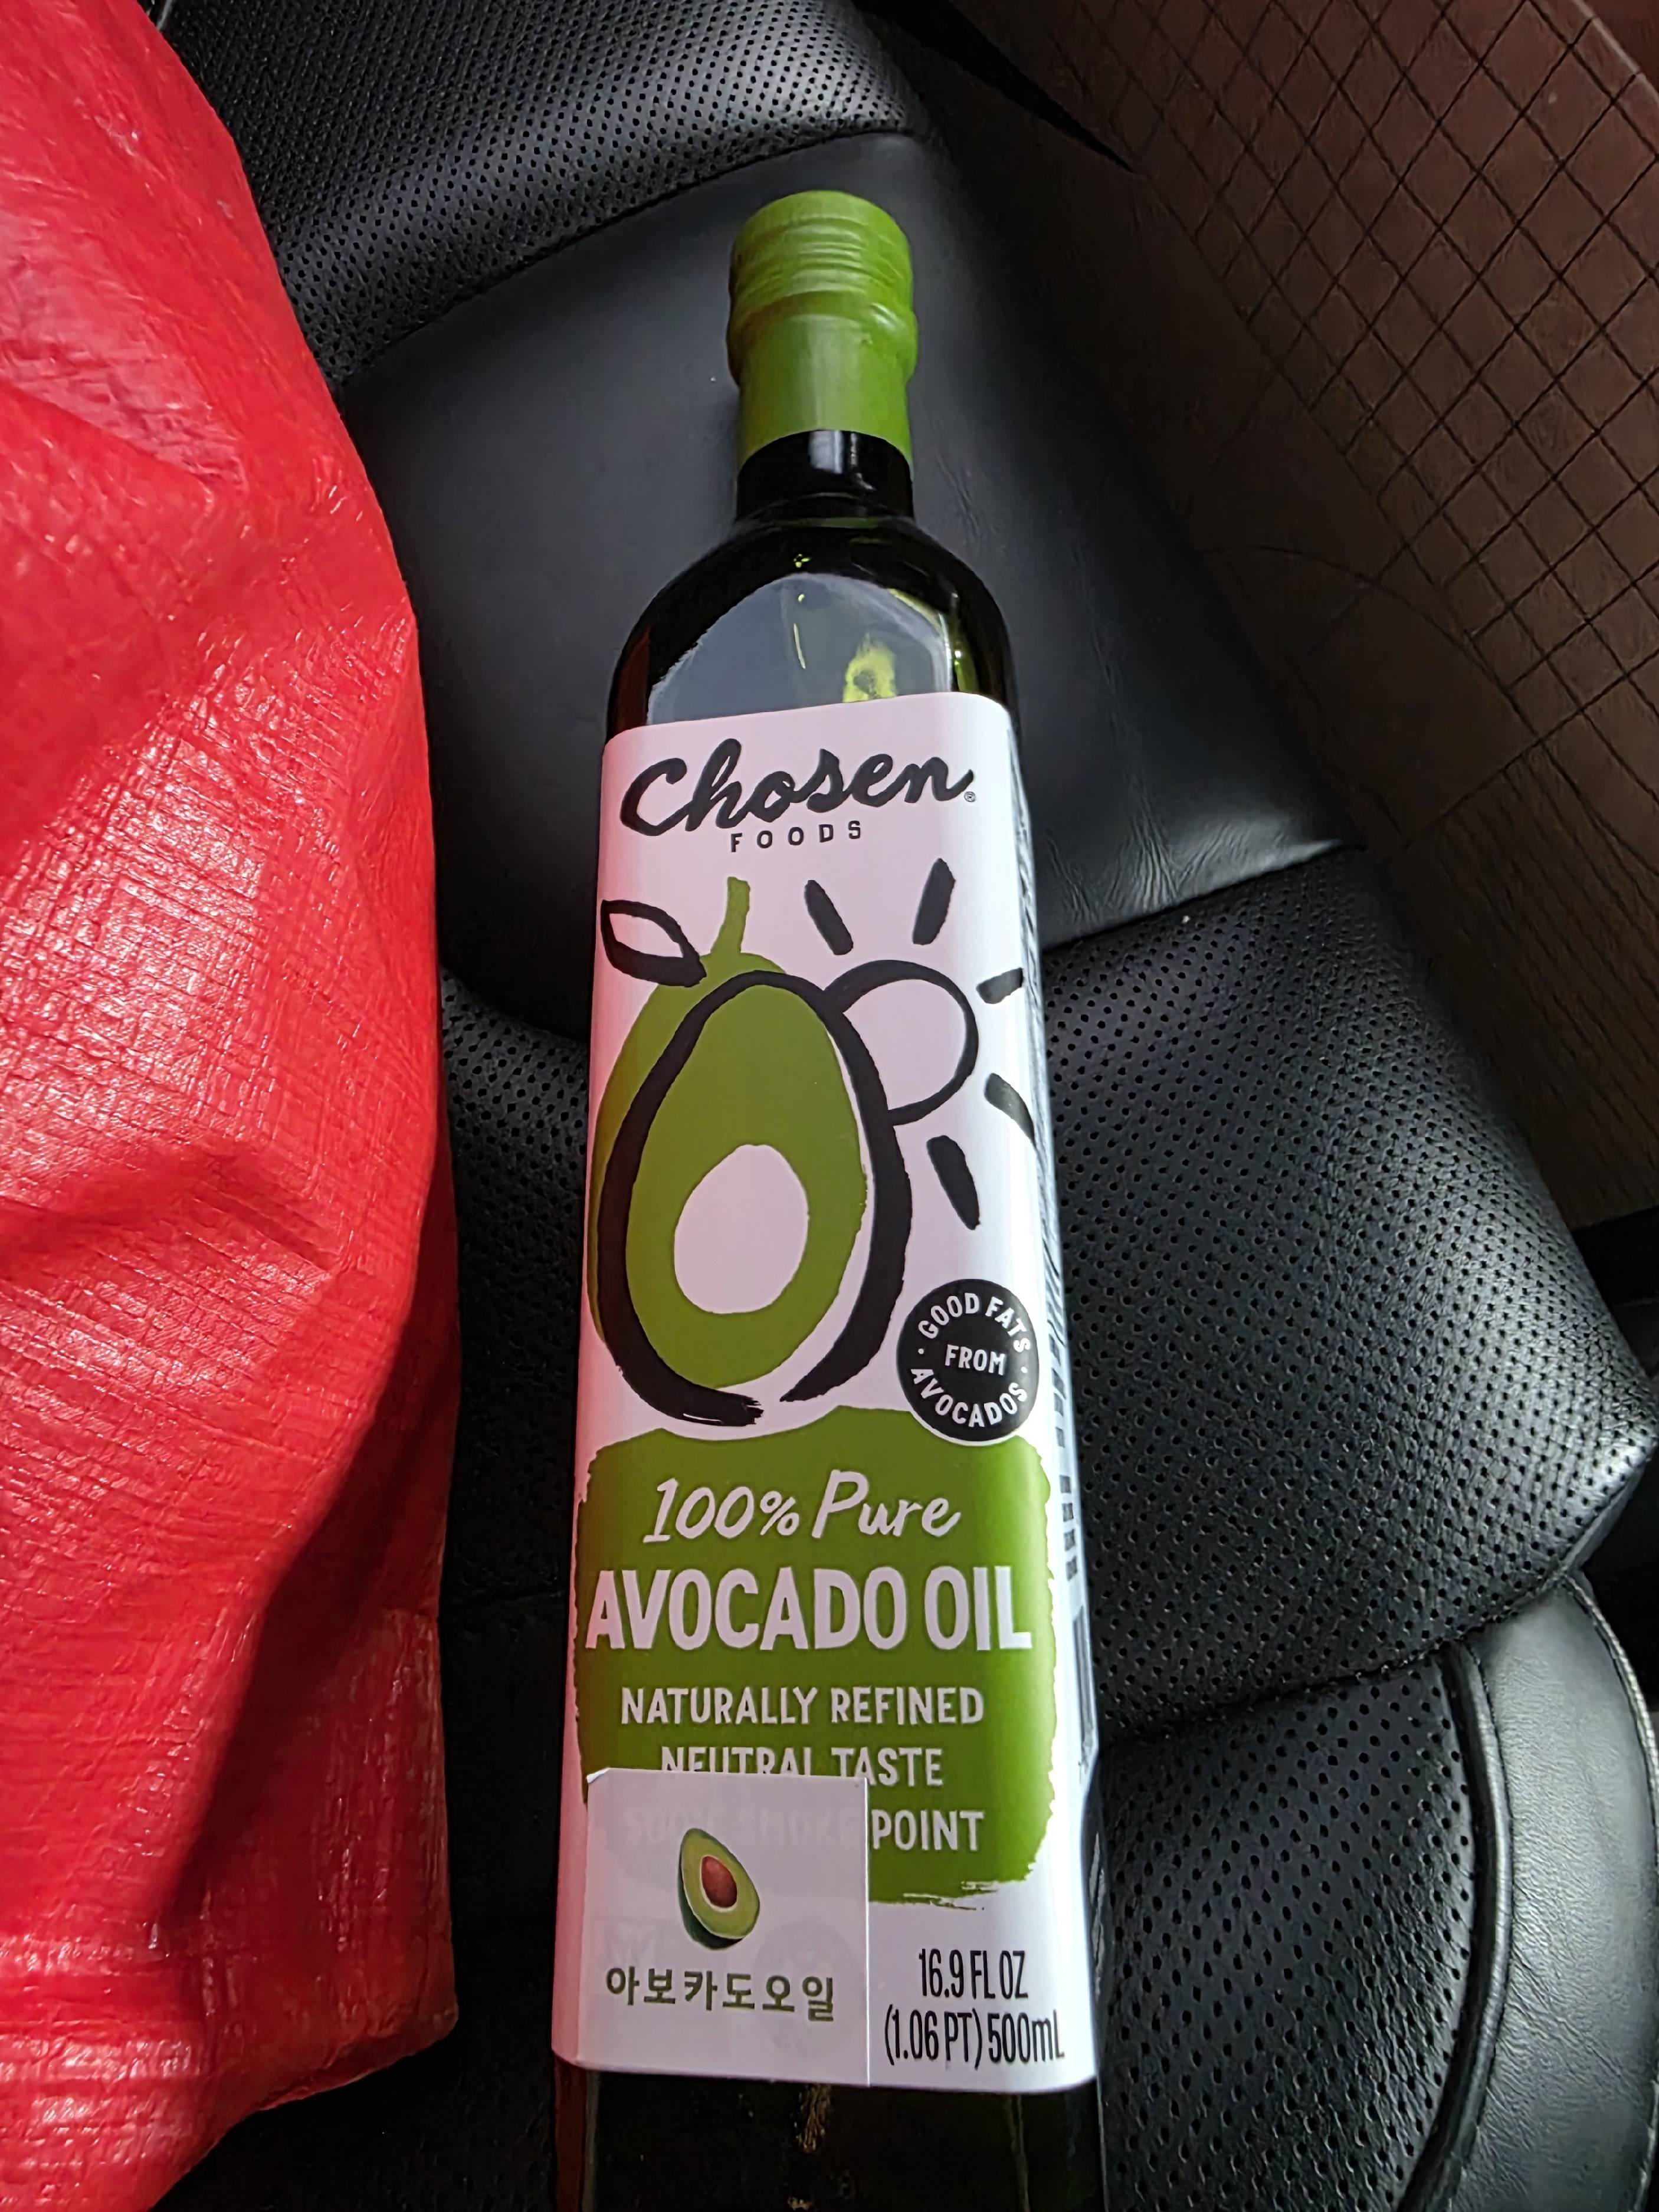 Chosen®
FOODS
GOOD FATS
FROM
AVOCADOS
100% Pure
AVOCADO OIL
NATURALLY REFINED
NEUTRAL TASTE
POINT
아보카도오일
16.9 FL OZ
(1.06 PT) 500mL